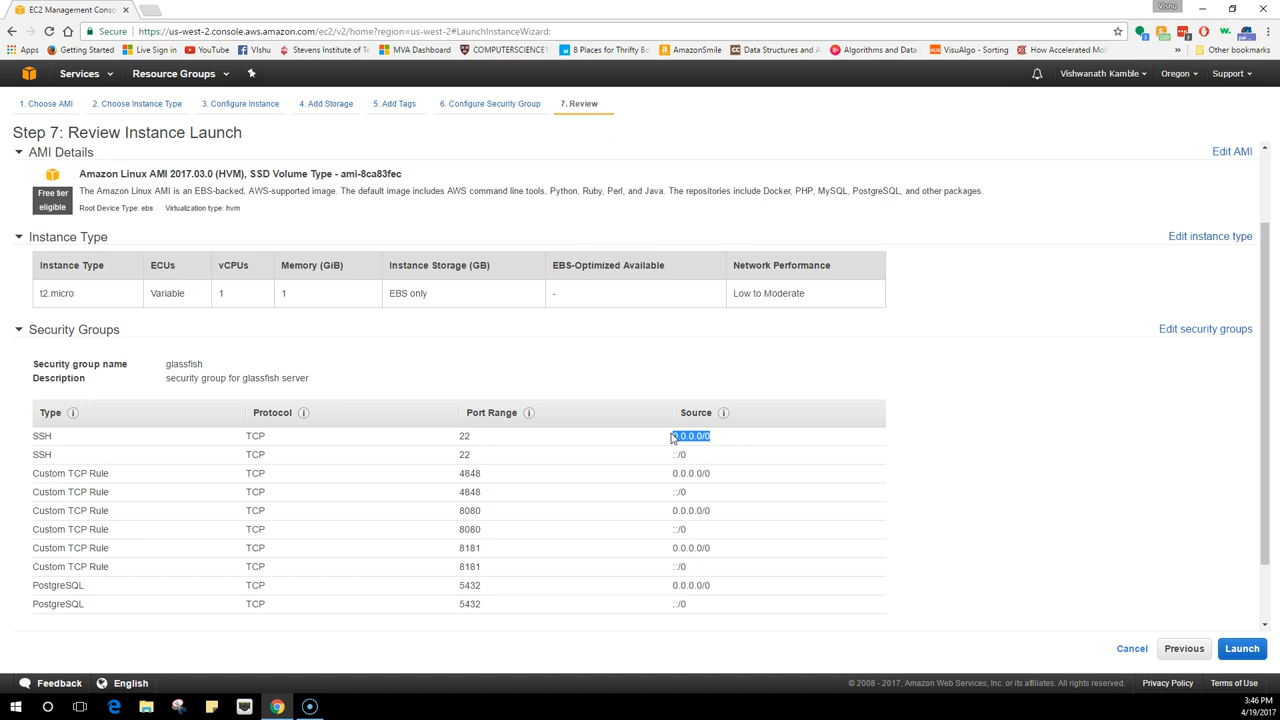 EC2 Management Conso
Vishu
Secure
https://us-west-2.console.aws.amazon.com/ec2/v2/home?region=us-west-2#LaunchInstanceWizard:
Apps
Getting Started
Live Sign in
YouTube
Vishu
Stevens Institute of Te
MVA Dashboard
COMPUTERSCIENCE
8 Places for Thrifty Bo
AmazonSmile
Data Structures and A
Algorithms and Data
VisuAlgo - Sorting
How Accelerated Mob
»
Other bookmarks
Services
Resource Groups
Vishwanath Kamble
Oregon
Support
1. Choose AMI
2. Choose Instance Type
3. Configure Instance
4. Add Storage
5. Add Tags
6. Configure Security Group
7. Review
Step 7: Review Instance Launch
AMI Details
Edit AMI
Amazon Linux AMI 2017.03.0 (HVM), SSD Volume Type - ami-8ca83fec
Free tier
eligible
The Amazon Linux AMI is an EBS-backed, AWS-supported image. The default image includes AWS command line tools, Python, Ruby, Perl, and Java. The repositories include Docker, PHP, MySQL, PostgreSQL, and other packages.
Root Device Type: ebs Virtualization type: hvm
Instance Type
Edit instance type
Instance Type ECUs vCPUs Memory (GiB) Instance Storage (GB) EBS-Optimized Available Network Performance
t2.micro Variable 1 1 EBS only - Low to Moderate
Security Groups
Edit security groups
Security group name glassfish
Description security group for glassfish server
Type Protocol Port Range Source
SSH TCP 22 0.0.0.0/0
SSH TCP 22 ::/0
Custom TCP Rule TCP 4848 0.0.0.0/0
Custom TCP Rule TCP 4848 ::/0
Custom TCP Rule TCP 8080 0.0.0.0/0
Custom TCP Rule TCP 8080 ::/0
Custom TCP Rule TCP 8181 0.0.0.0/0
Custom TCP Rule TCP 8181 ::/0
PostgreSQL TCP 5432 0.0.0.0/0
PostgreSQL TCP 5432 ::/0
Cancel Previous Launch
Feedback
English
© 2008 - 2017, Amazon Web Services, Inc. or its affiliates. All rights reserved.
Privacy Policy
Terms of Use
3:46 PM
4/19/2017